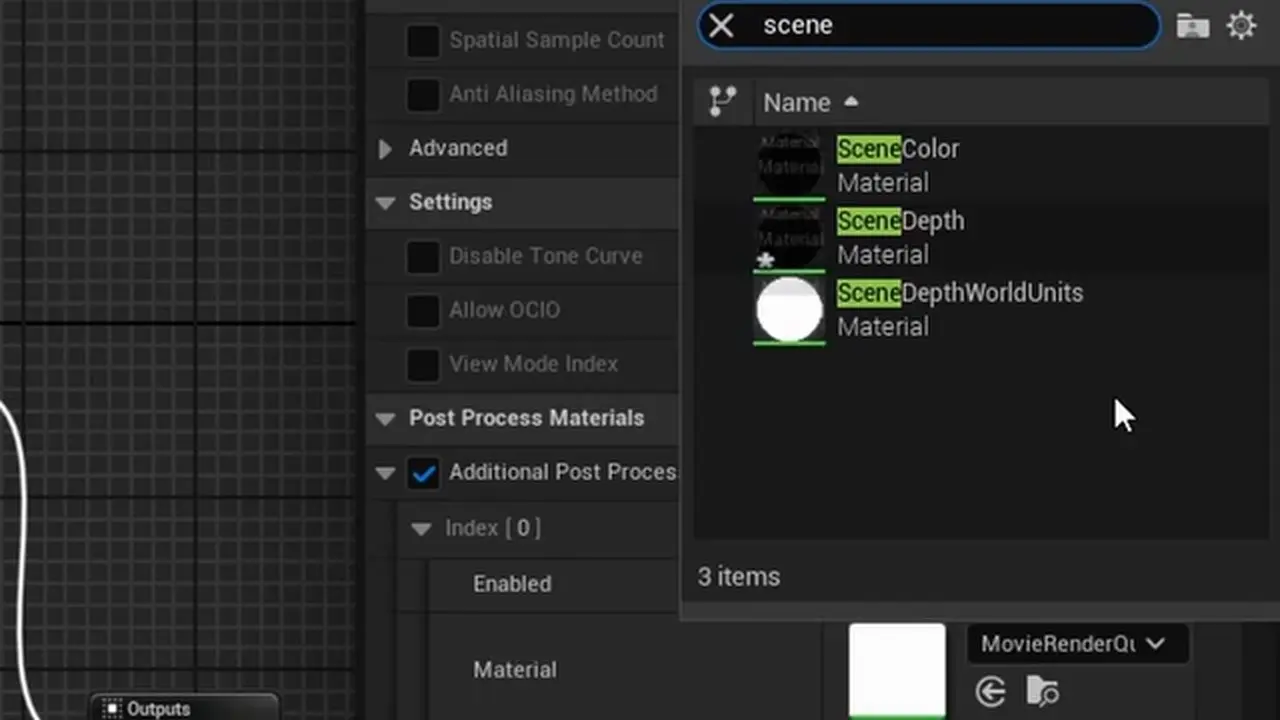 scene
Spatial Sample Count
Anti Aliasing Method
Advanced
Settings
Disable Tone Curve
Allow OCIO
View Mode Index
Post Process Materials
Additional Post Proces
Index [ 0 ]
Enabled
Material
Name
SceneColor
Material
SceneDepth
Material
SceneDepthWorldUnits
Material
3 items
MovieRenderQu
Outputs